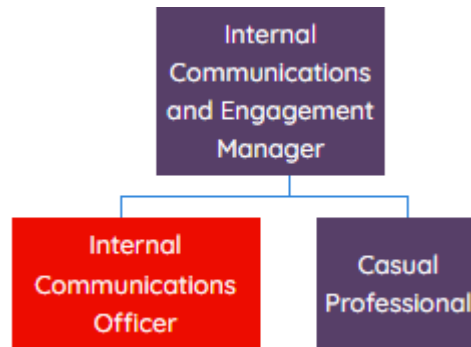 Internal
Communications
and Engagement
Manager
Internal
Communications
Officer
Casual
Professional